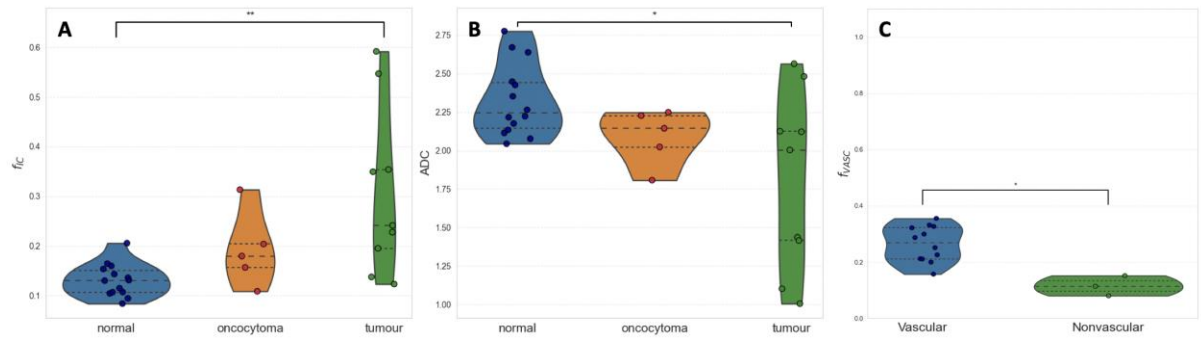 A
**
f_IC
0.6
0.5
0.4
0.3
0.2
0.1
normal oncocytoma tumour
B
*
ADC
2.75
2.50
2.25
2.00
1.75
1.50
1.25
1.00
normal oncocytoma tumour
C
*
f_VASC
1.0
0.8
0.6
0.4
0.2
0.0
Vascular Nonvascular